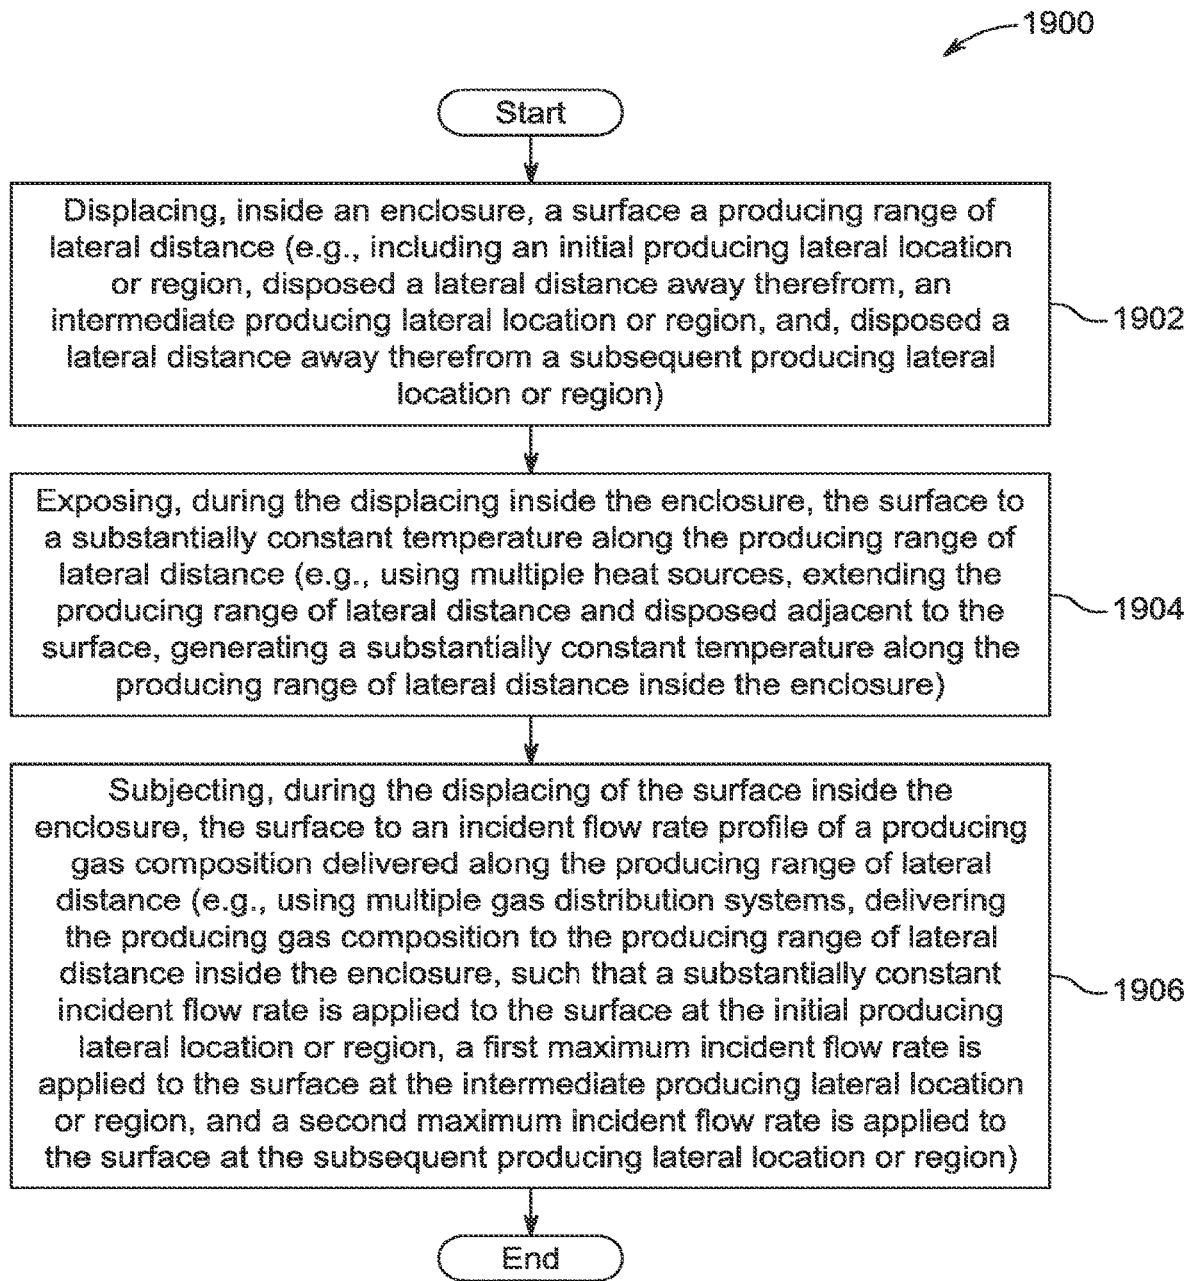 1900
Start
Displacing, inside an enclosure, a surface a producing range of
lateral distance (e.g., including an initial producing lateral location
or region, disposed a lateral distance away therefrom, an
intermediate producing lateral location or region, and, disposed a
lateral distance away therefrom a subsequent producing lateral
location or region)
1902
Exposing, during the displacing inside the enclosure, the surface to
a substantially constant temperature along the producing range of
lateral distance (e.g., using multiple heat sources, extending the
producing range of lateral distance and disposed adjacent to the
surface, generating a substantially constant temperature along the
producing range of lateral distance inside the enclosure)
1904
Subjecting, during the displacing of the surface inside the
enclosure, the surface to an incident flow rate profile of a producing
gas composition delivered along the producing range of lateral
distance (e.g., using multiple gas distribution systems, delivering
the producing gas composition to the producing range of lateral
distance inside the enclosure, such that a substantially constant
incident flow rate is applied to the surface at the initial producing
lateral location or region, a first maximum incident flow rate is
applied to the surface at the intermediate producing lateral location
or region, and a second maximum incident flow rate is applied to
the surface at the subsequent producing lateral location or region)
1906
End